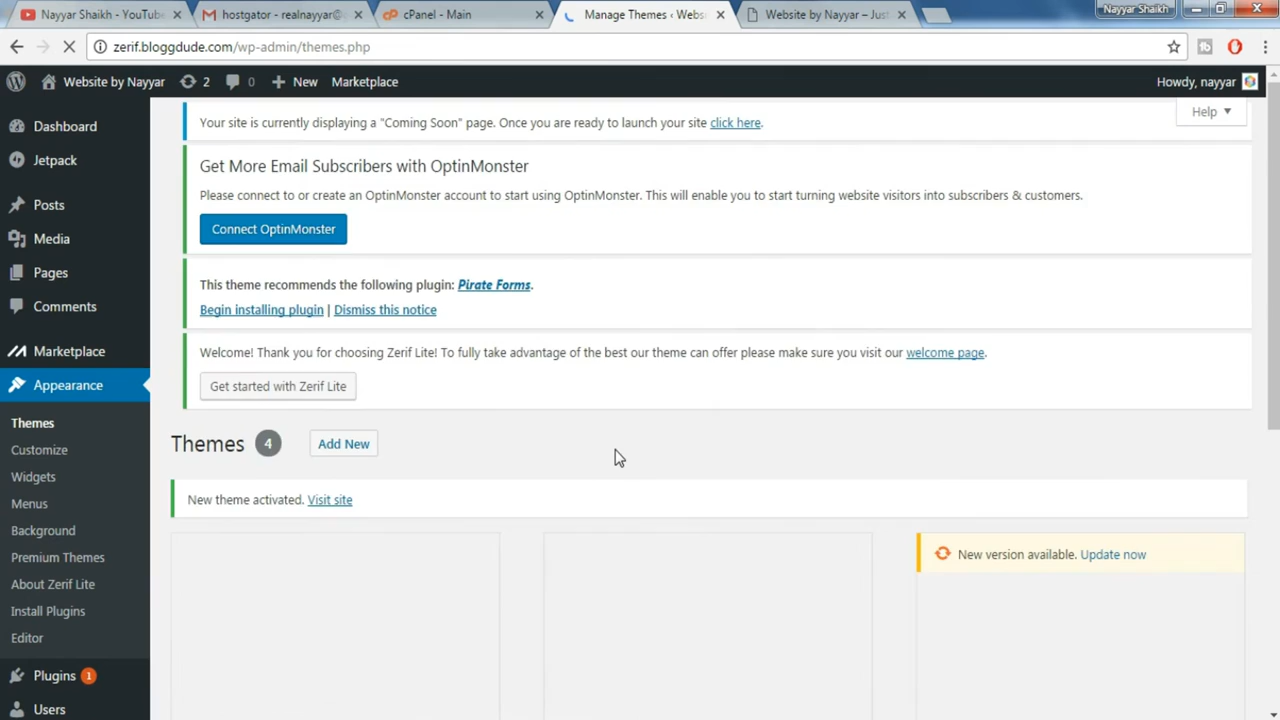 Nayyar Shaikh - YouTube
hostgator - realnayyar@
cPanel - Main
Manage Themes ‹ Webs
Website by Nayyar – Just
Nayyar Shaikh
zerif.bloggdude.com/wp-admin/themes.php
Website by Nayyar
2
0
New
Marketplace
Howdy, nayyar
Help
Your site is currently displaying a "Coming Soon" page. Once you are ready to launch your site click here.
Get More Email Subscribers with OptinMonster
Please connect to or create an OptinMonster account to start using OptinMonster. This will enable you to start turning website visitors into subscribers & customers.
Connect OptinMonster
This theme recommends the following plugin: Pirate Forms.
Begin installing plugin | Dismiss this notice
Welcome! Thank you for choosing Zerif Lite! To fully take advantage of the best our theme can offer please make sure you visit our welcome page.
Get started with Zerif Lite
Themes 4 Add New
New theme activated. Visit site
New version available. Update now
Dashboard
Jetpack
Posts
Media
Pages
Comments
Marketplace
Appearance
Themes
Customize
Widgets
Menus
Background
Premium Themes
About Zerif Lite
Install Plugins
Editor
Plugins 1
Users